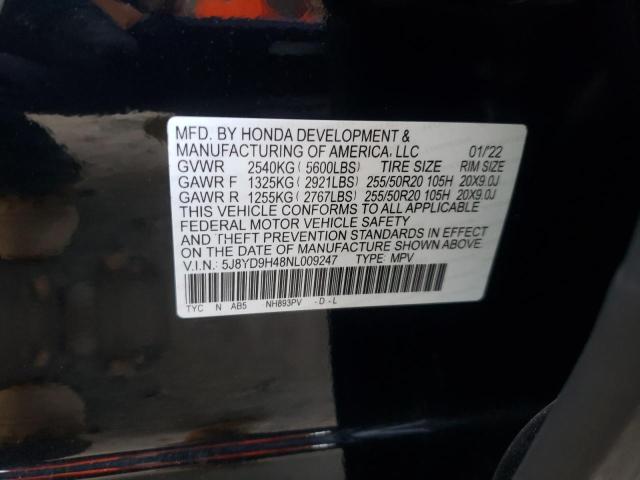 MFD. BY HONDA DEVELOPMENT &
MANUFACTURING OF AMERICA, LLC 01/'22
GVWR 2540KG ( 5600LBS) TIRE SIZE RIM SIZE
GAWR F 1325KG ( 2921LBS) 255/50R20 105H 20X9.0J
GAWR R 1255KG ( 2767LBS) 255/50R20 105H 20X9.0J
THIS VEHICLE CONFORMS TO ALL APPLICABLE
FEDERAL MOTOR VEHICLE SAFETY
AND THEFT PREVENTION STANDARDS IN EFFECT
ON THE DATE OF MANUFACTURE SHOWN ABOVE.
V.I.N.: 5J8YD9H48NL009247 TYPE: MPV
TYC N AB5 NH893PV - D - L